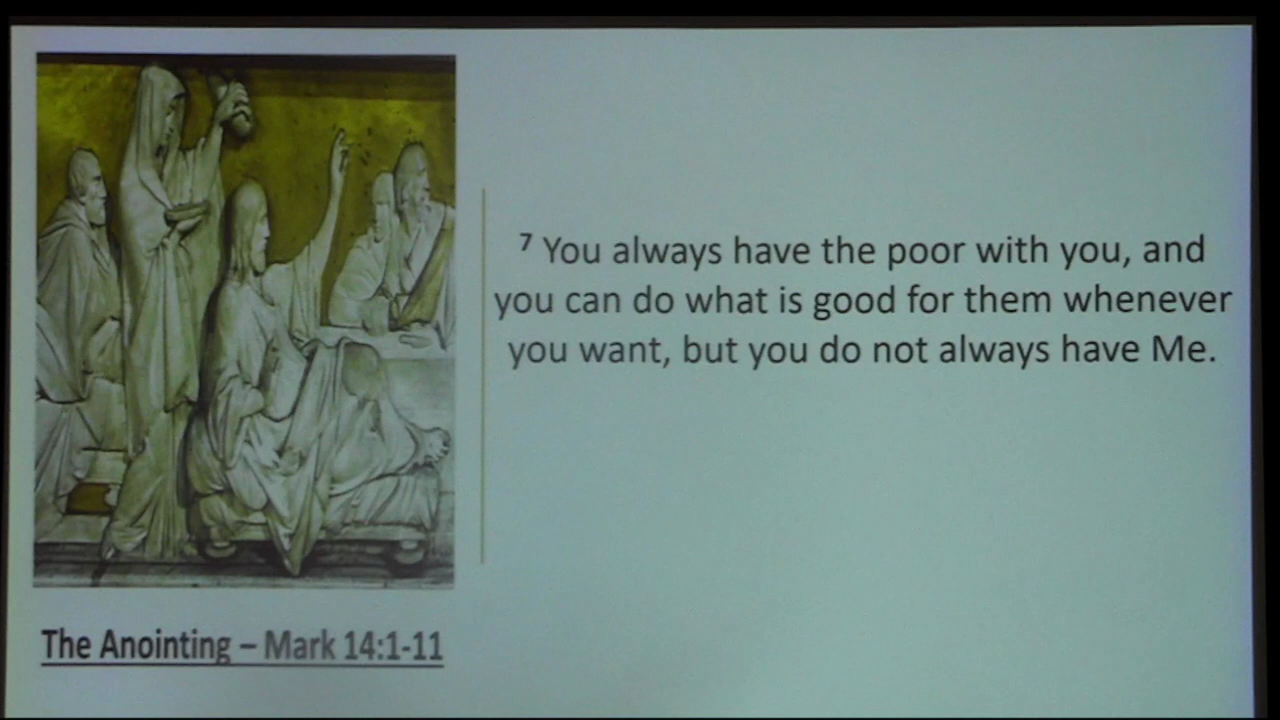 ⁷ You always have the poor with you, and
you can do what is good for them whenever
you want, but you do not always have Me.
The Anointing – Mark 14:1-11